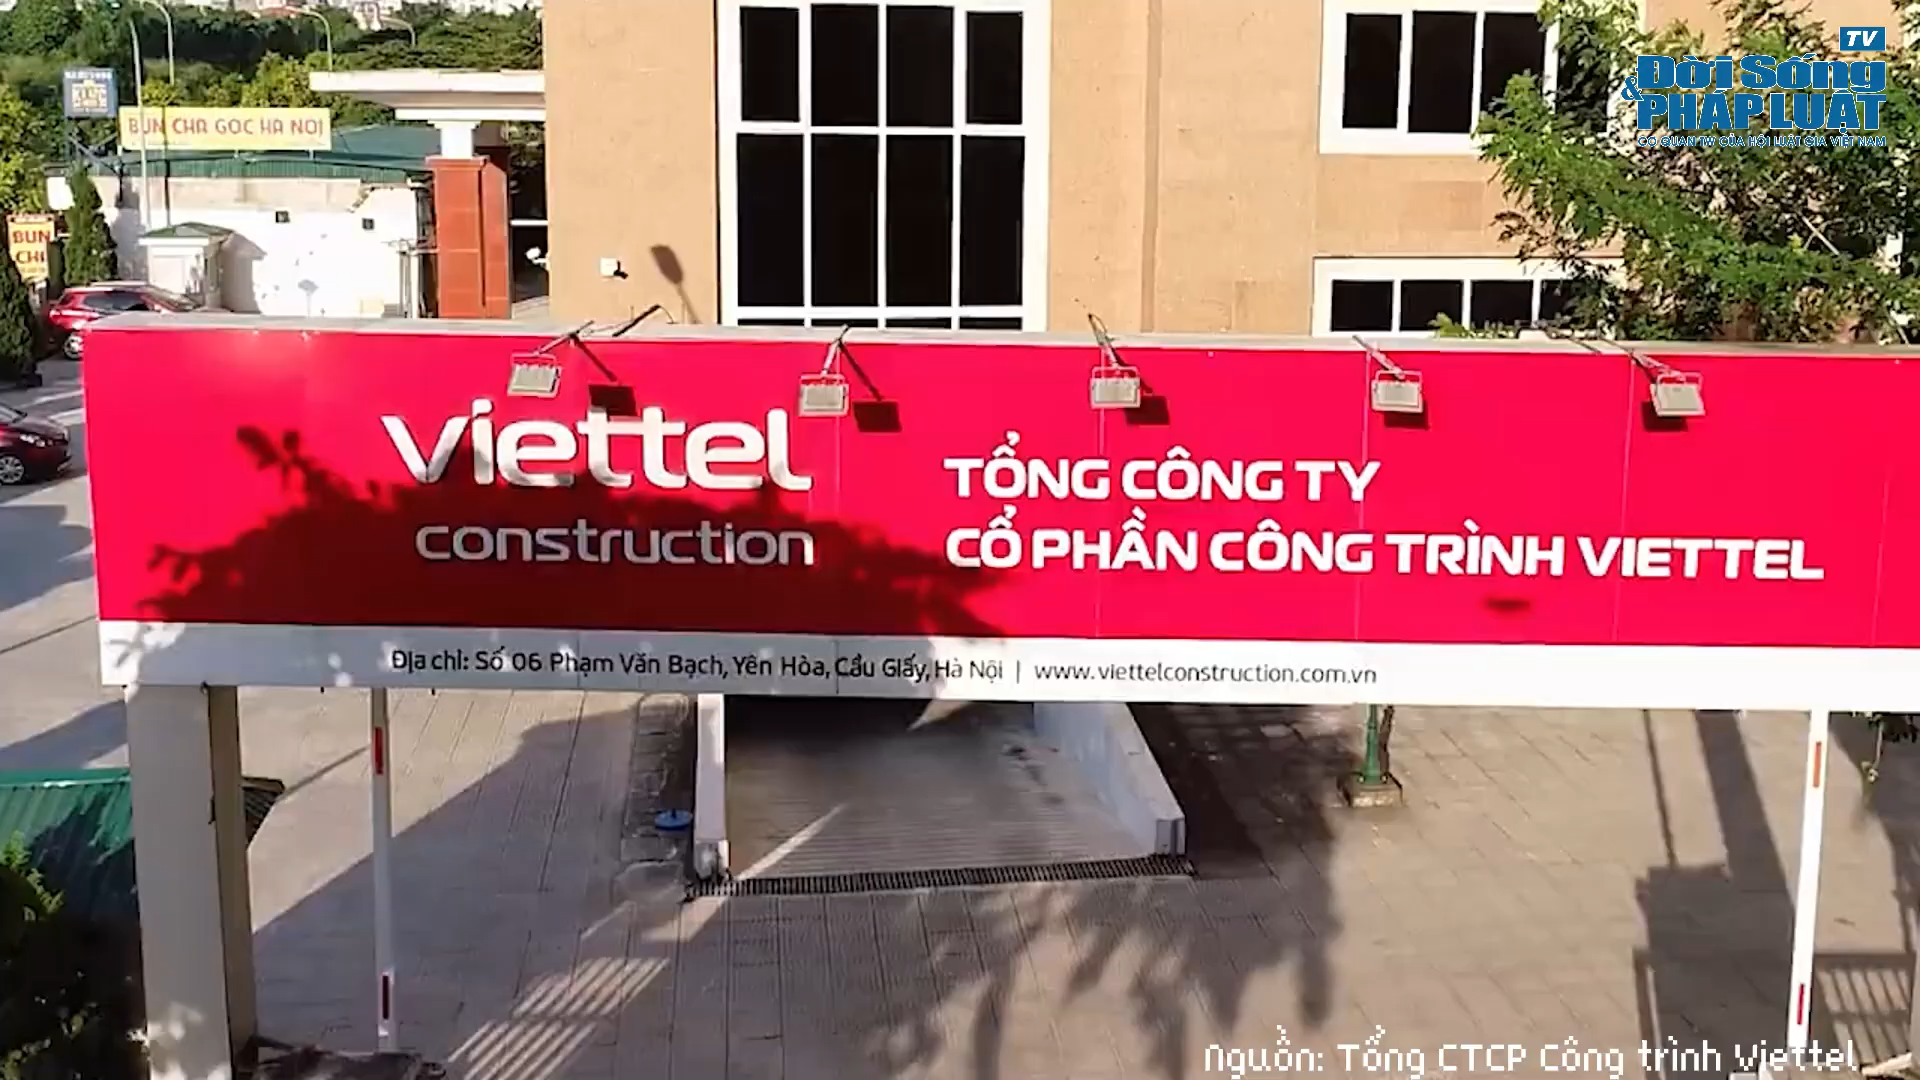 TV
Đời Sống
& PHÁP LUẬT
CƠ QUAN TW CỦA HỘI LUẬT GIA VIỆT NAM
BUN CHA GOC HA NOI
BUN
CHI
viettel
construction
TỔNG CÔNG TY
CỔ PHẦN CÔNG TRÌNH VIETTEL
Địa chỉ: Số 06 Phạm Văn Bạch, Yên Hòa, Cầu Giấy, Hà Nội | www.viettelconstruction.com.vn
Nguồn: Tổng CTCP Công trình Viettel